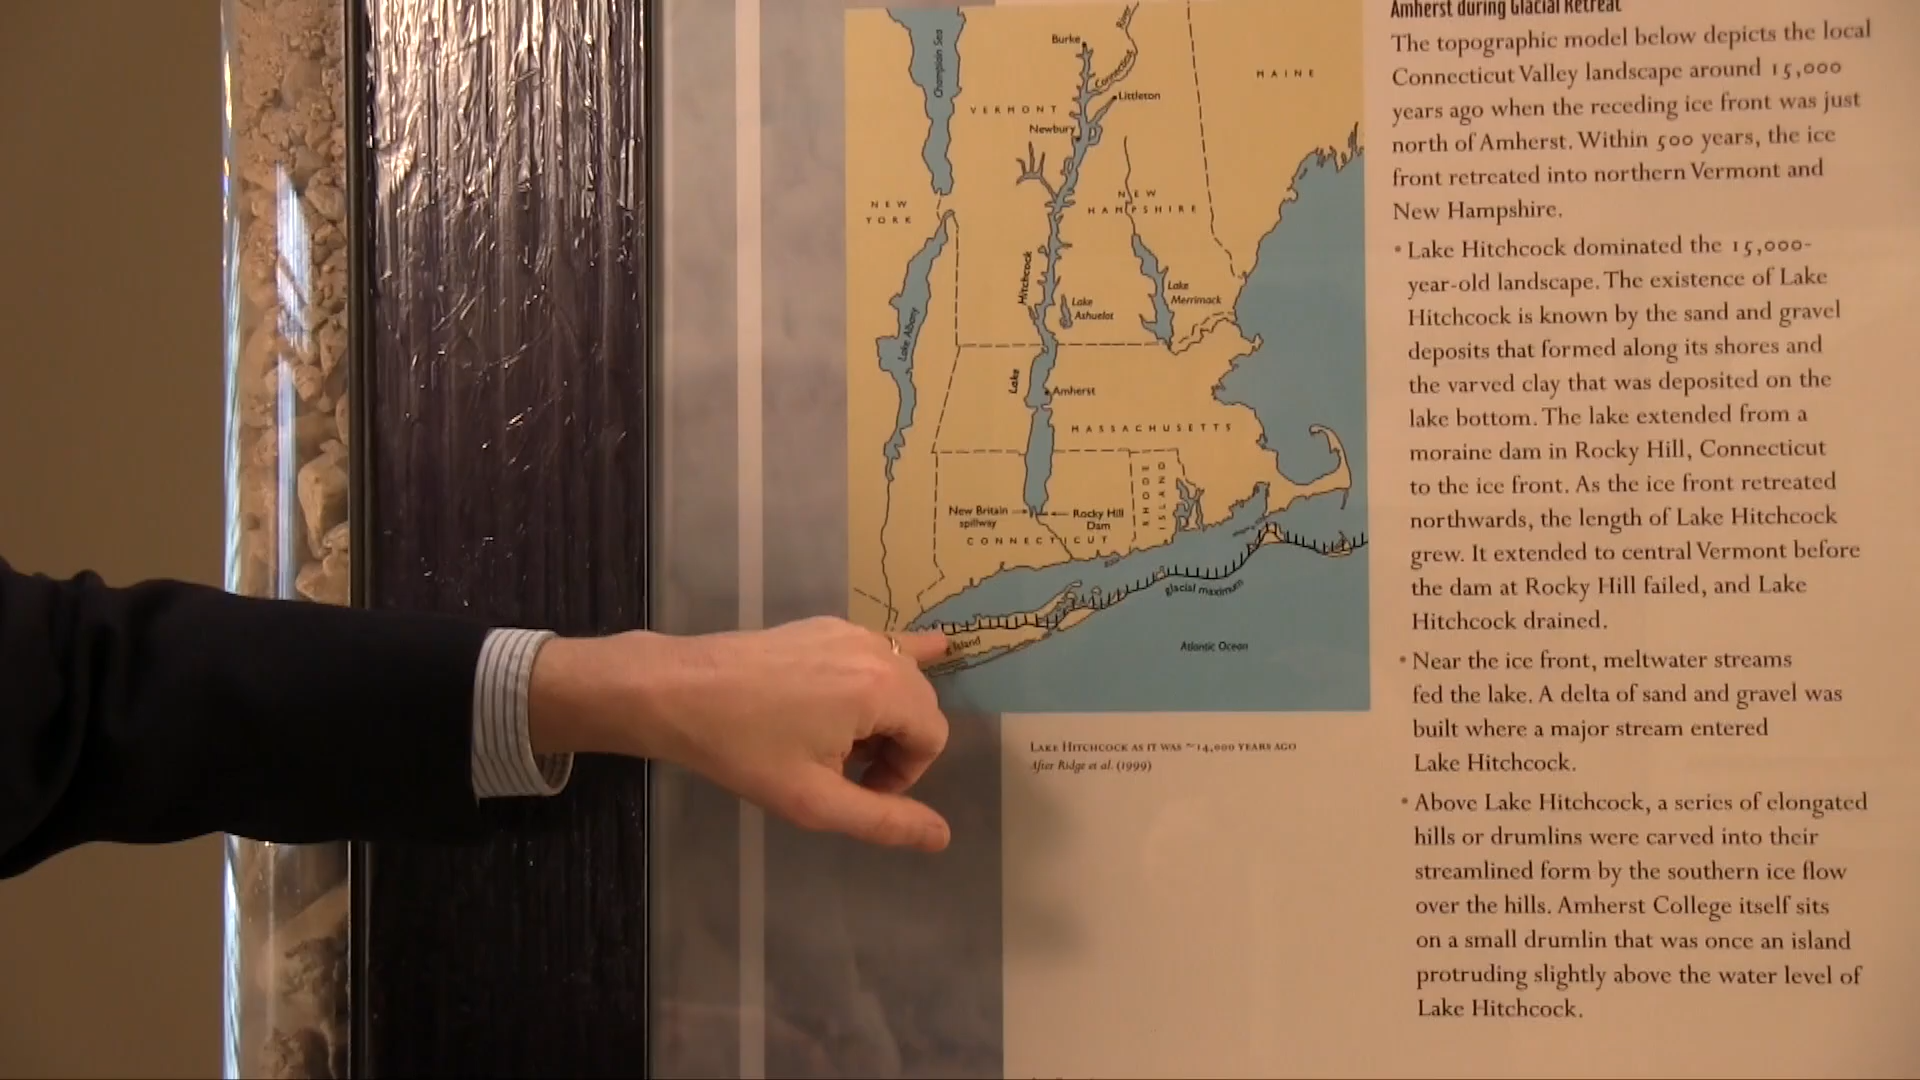 Amherst during Glacial Retreat
The topographic model below depicts the local
Connecticut Valley landscape around 15,000
years ago when the receding ice front was just
north of Amherst. Within 500 years, the ice
front retreated into northern Vermont and
New Hampshire.
• Lake Hitchcock dominated the 15,000-
year-old landscape. The existence of Lake
Hitchcock is known by the sand and gravel
deposits that formed along its shores and
the varved clay that was deposited on the
lake bottom. The lake extended from a
moraine dam in Rocky Hill, Connecticut
to the ice front. As the ice front retreated
northwards, the length of Lake Hitchcock
grew. It extended to central Vermont before
the dam at Rocky Hill failed, and Lake
Hitchcock drained.
• Near the ice front, meltwater streams
fed the lake. A delta of sand and gravel was
built where a major stream entered
Lake Hitchcock.
• Above Lake Hitchcock, a series of elongated
hills or drumlins were carved into their
streamlined form by the southern ice flow
over the hills. Amherst College itself sits
on a small drumlin that was once an island
protruding slightly above the water level of
Lake Hitchcock.
Champlain Sea
Burke
Connecticut River
MAINE
Littleton
VERMONT
Newbury
NEW
YORK
NEW
HAMPSHIRE
Lake Hitchcock
Lake
Merrimack
Lake
Ashuelot
Lake Albany
Amherst
MASSACHUSETTS
RHODE
ISLAND
New Britain
spillway
Rocky Hill
Dam
CONNECTICUT
glacial maximum
Island
Atlantic Ocean
LAKE HITCHCOCK AS IT WAS ~14,000 YEARS AGO
After Ridge et al. (1999)